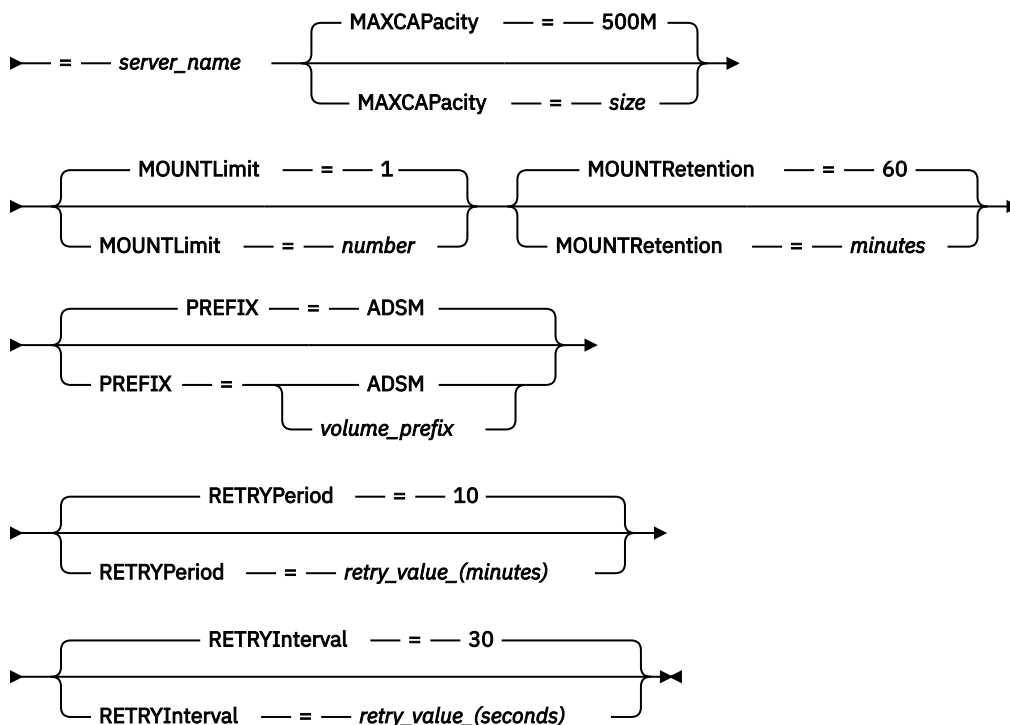 MAXCAPacity = 500M
= server_name
MAXCAPacity = size
MOUNTLimit = 1 MOUNTRetention = 60
MOUNTLimit = number MOUNTRetention = minutes
PREFIX = ADSM
PREFIX = ADSM
volume_prefix
RETRYPeriod = 10
RETRYPeriod = retry_value_(minutes)
RETRYInterval = 30
RETRYInterval = retry_value_(seconds)